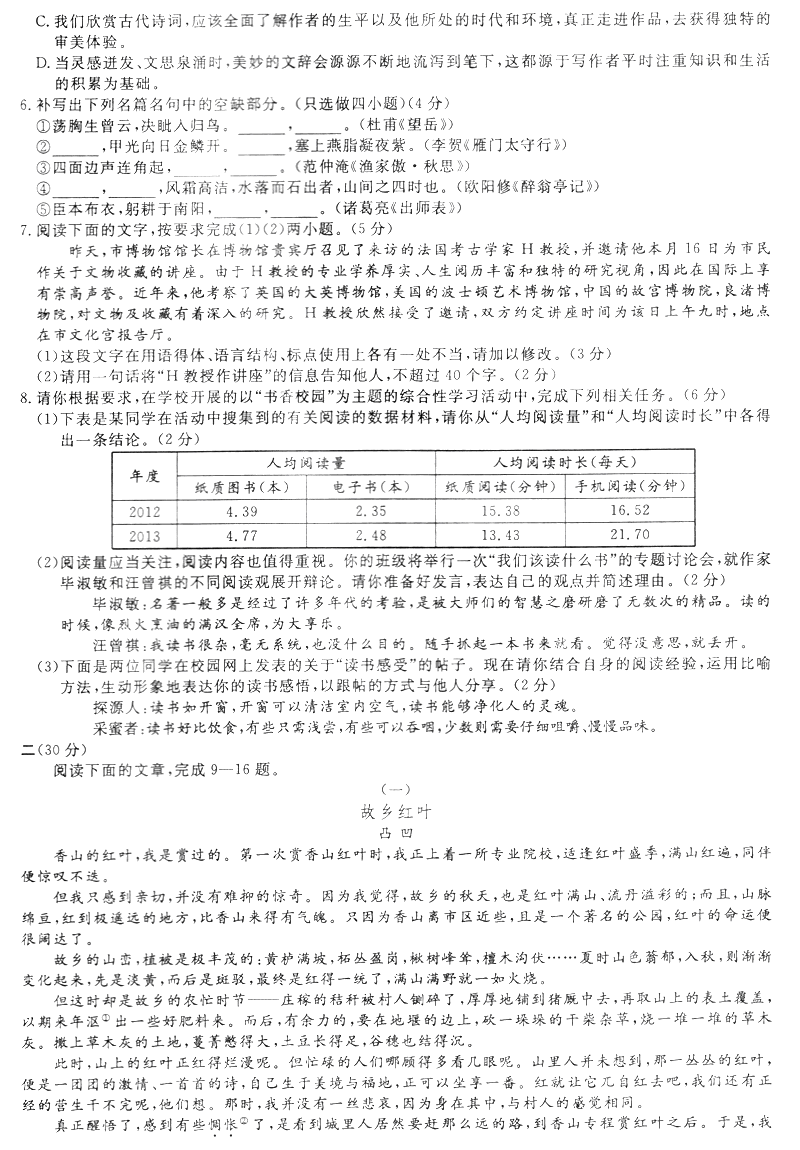 C.我们欣赏古代诗词,应该全面了解作者的生平以及他所处的时代和环境,真正走进作品,去获得独特的
审美体验。
D.当灵感迸发、文思泉涌时,美妙的文辞会源源不断地流泻到笔下,这都源于写作者平时注重知识和生活
的积累为基础。
6.补写出下列名篇名句中的空缺部分。(只选做四小题)(4分)
①荡胸生曾云,决眦入归鸟。______,______。(杜甫《望岳》)
②______,甲光向日金鳞开。______,塞上燕脂凝夜紫。(李贺《雁门太守行》)
③四面边声连角起,______,______。(范仲淹《渔家傲·秋思》)
④______,______,风霜高洁,水落而石出者,山间之四时也。(欧阳修《醉翁亭记》)
⑤臣本布衣,躬耕于南阳,______,______。(诸葛亮《出师表》)
7.阅读下面的文字,按要求完成(1)(2)两小题。(5分)
昨天,市博物馆馆长在博物馆贵宾厅召见了来访的法国考古学家H教授,并邀请他本月16日为市民
作关于文物收藏的讲座。由于H教授的专业学养厚实、人生阅历丰富和独特的研究视角,因此在国际上享
有崇高声誉。近年来,他考察了英国的大英博物馆,美国的波士顿艺术博物馆,中国的故宫博物院,良渚博
物院,对文物及收藏有着深入的研究。H教授欣然接受了邀请,双方约定讲座时间为该日上午九时,地点
在市文化宫报告厅。
(1)这段文字在用语得体、语言结构、标点使用上各有一处不当,请加以修改。(3分)
(2)请用一句话将“H教授作讲座”的信息告知他人,不超过40个字。(2分)
8.请你根据要求,在学校开展的以“书香校园”为主题的综合性学习活动中,完成下列相关任务。(6分)
(1)下表是某同学在活动中搜集到的有关阅读的数据材料,请你从“人均阅读量”和“人均阅读时长”中各得
出一条结论。(2分)
年度 人均阅读量 人均阅读时长(每天)
纸质图书(本) 电子书(本) 纸质阅读(分钟) 手机阅读(分钟)
2012 4.39 2.35 15.38 16.52
2013 4.77 2.48 13.43 21.70
(2)阅读量应当关注,阅读内容也值得重视。你的班级将举行一次“我们该读什么书”的专题讨论会,就作家
毕淑敏和汪曾祺的不同阅读观展开辩论。请你准备好发言,表达自己的观点并简述理由。(2分)
毕淑敏:名著一般多是经过了许多年代的考验,是被大师们的智慧之磨研磨了无数次的精品。读的
时候,像烈火烹油的满汉全席,为大享乐。
汪曾祺:我读书很杂,毫无系统,也没什么目的。随手抓起一本书来就看。觉得没意思,就丢开。
(3)下面是两位同学在校园网上发表的关于“读书感受”的帖子。现在请你结合自身的阅读经验,运用比喻
方法,生动形象地表达你的读书感悟,以跟帖的方式与他人分享。(2分)
探源人:读书如开窗,开窗可以清洁室内空气,读书能够净化人的灵魂。
采蜜者:读书好比饮食,有些只需浅尝,有些可以吞咽,少数则需要仔细咀嚼、慢慢品味。
二(30分)
阅读下面的文章,完成9—16题。
(一)
故乡红叶
凸凹
香山的红叶,我是赏过的。第一次赏香山红叶时,我正上着一所专业院校,适逢红叶盛季,满山红遍,同伴
便惊叹不迭。
但我只感到亲切,并没有难抑的惊奇。因为我觉得,故乡的秋天,也是红叶满山、流丹溢彩的;而且,山脉
绵亘,红到极遥远的地方,比香山来得有气魄。只因为香山离市区近些,且是一个著名的公园,红叶的命运便
很阔达了。
故乡的山峦,植被是极丰茂的:黄栌满坡,柘丛盈岗,楸树峰耸,檀木沟伏……夏时山色蓊郁,入秋,则渐渐
变化起来,先是淡黄,而后是斑驳,最终是红得一统了,满山满野就一如火烧。
但这时却是故乡的农忙时节——庄稼的秸秆被村人铡碎了,厚厚地铺到猪厩中去,再取山上的表土覆盖,
以期来年沤①出一些好肥料来。而后,有余力的,要在地堰的边上,砍一垛垛的干柴杂草,烧一堆一堆的草木
灰。撒上草木灰的土地,蔓菁憋得大,土豆长得足,谷穗也结得沉。
此时,山上的红叶正红得烂漫呢。但忙碌的人们哪顾得多看几眼呢。山里人并未想到,那一丛丛的红叶,
便是一团团的激情、一首首的诗,自己生于美境与福地,正可以坐享一番。红就让它兀自红去吧,我们还有正
经的营生干不完呢,他们想。那时,我并没有一丝悲哀,因为身在其中,与村人的感觉相同。
真正醒悟了,感到有些惆怅②了,是看到城里人居然要赶那么远的路,到香山专程赏红叶之后。于是,我